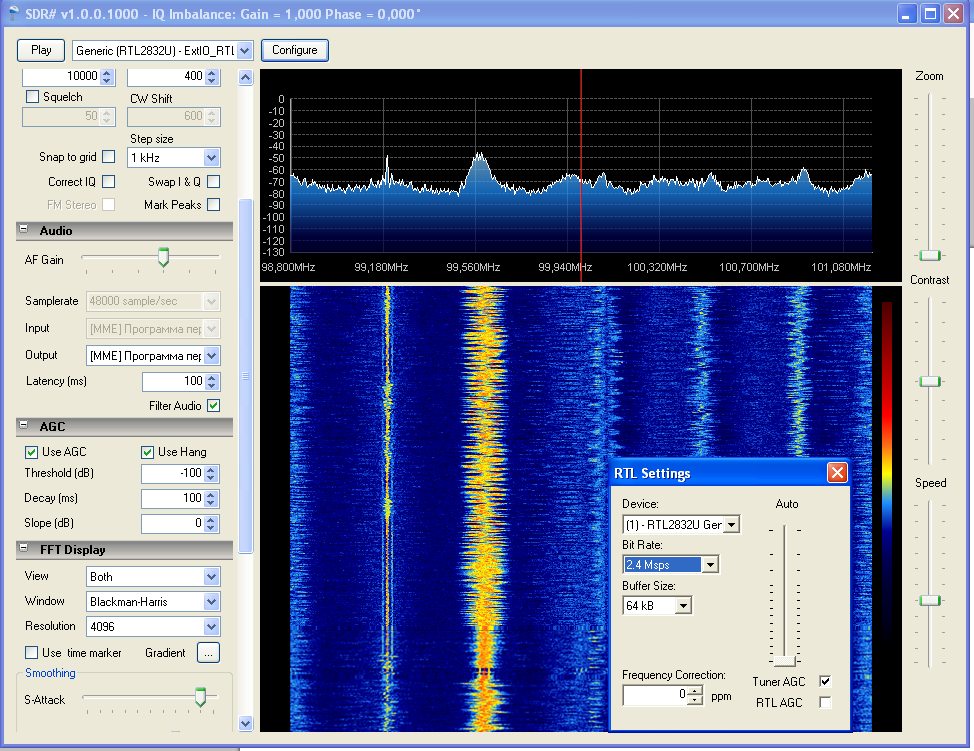 SDR# v1.0.0.1000 - IQ Imbalance: Gain = 1,000 Phase = 0,000°
Play
Generic (RTL2832U) - ExtIO_RTL
Configure
10000
400
Squelch
CW Shift
50
600
Step size
Snap to grid
1 kHz
Correct IQ
Swap I & Q
FM Stereo
Mark Peaks
Audio
AF Gain
Samplerate
48000 sample/sec
Input
[MME] Программа пер
Output
[MME] Программа пер
Latency (ms)
100
Filter Audio
AGC
Use AGC
Use Hang
Threshold (dB)
-100
Decay (ms)
100
Slope (dB)
0
FFT Display
View
Both
Window
Blackman-Harris
Resolution
4096
Use time marker
Gradient
...
Smoothing
S-Attack
0
-10
-20
-30
-40
-50
-60
-70
-80
-90
-100
-110
-120
-130
98,800MHz
99,180MHz
99,560MHz
99,940MHz
100,320MHz
100,700MHz
101,080MHz
Zoom
Contrast
Speed
RTL Settings
Device:
(1) - RTL2832U Ger
Auto
Bit Rate:
2.4 Msps
Buffer Size:
64 kB
Frequency Correction:
0
ppm
Tuner AGC
RTL AGC